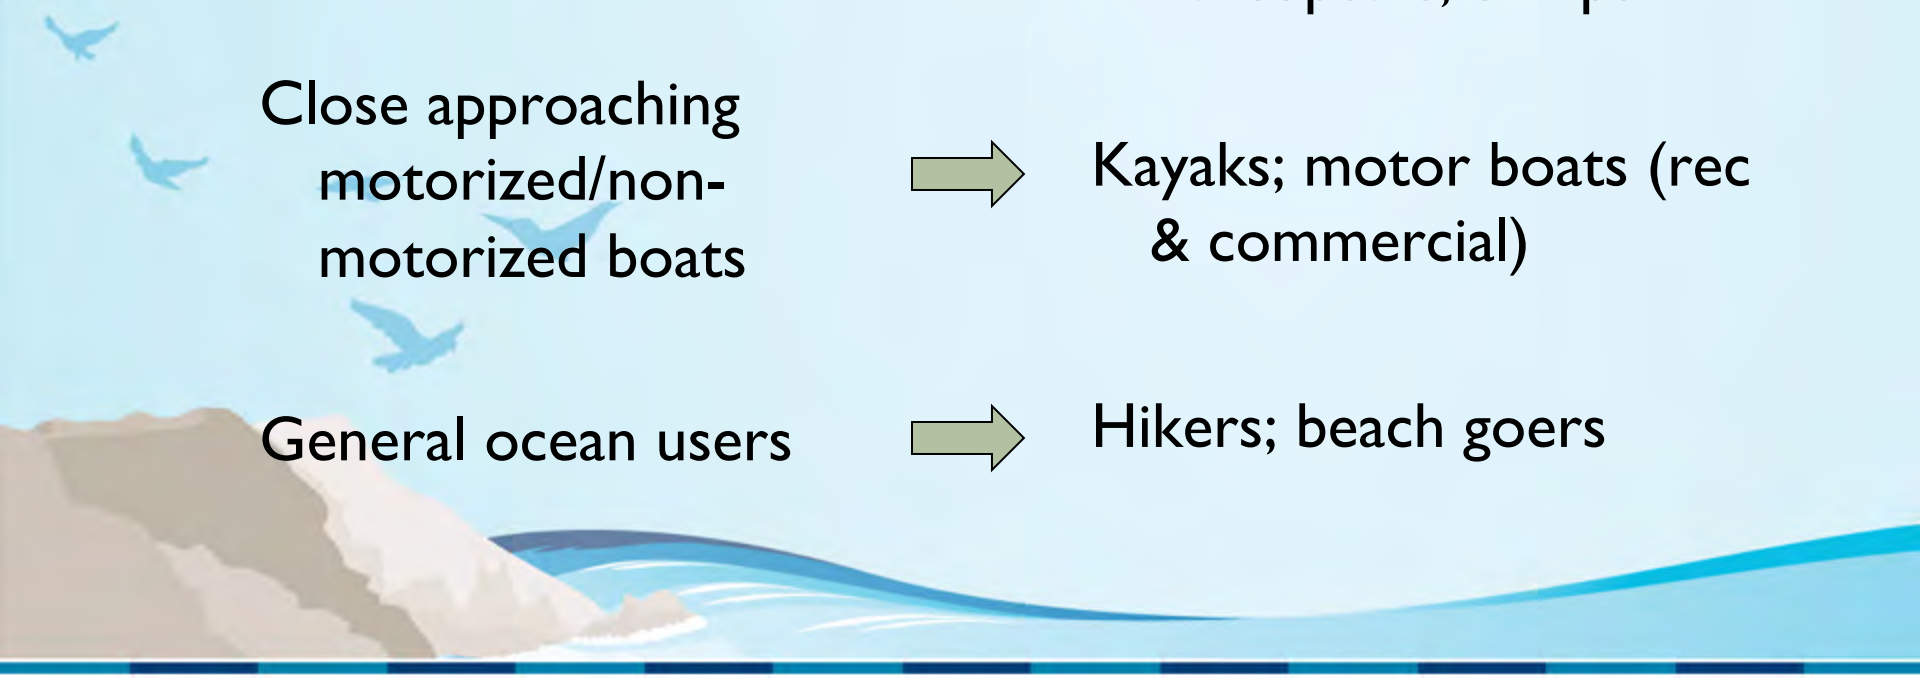 Close approaching
motorized/non-
motorized boats
Kayaks; motor boats (rec
& commercial)
General ocean users
Hikers; beach goers